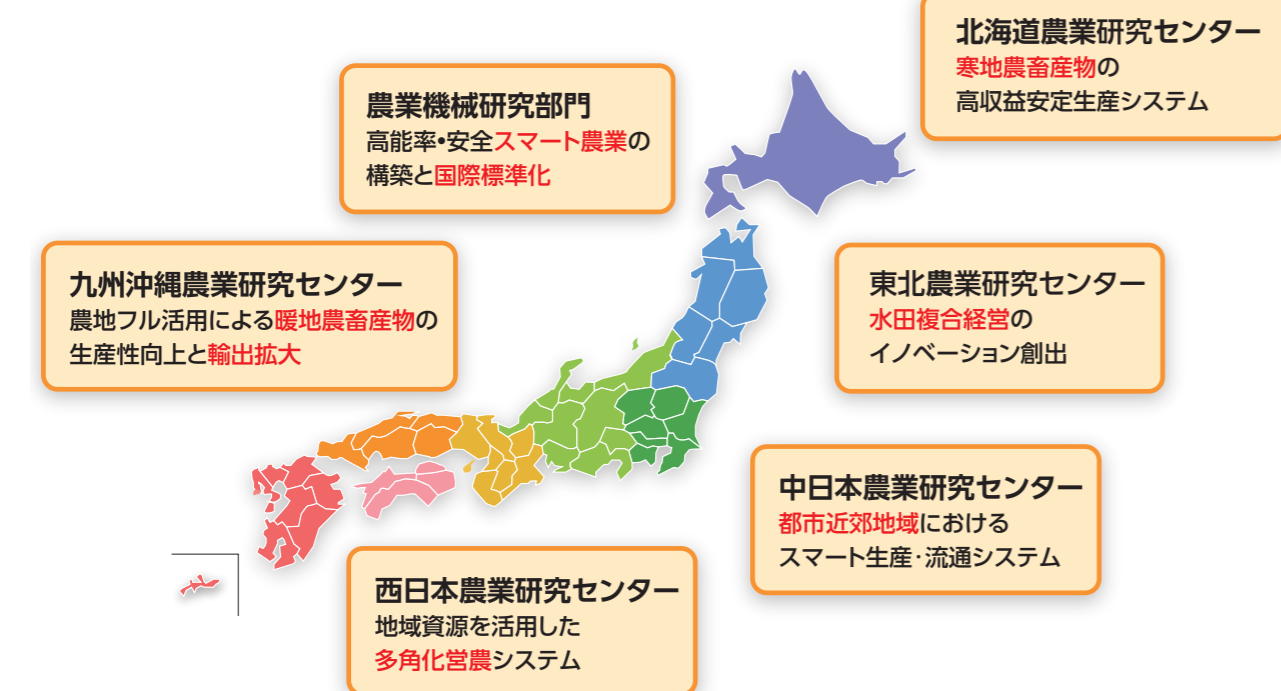 北海道農業研究センター
寒地農畜産物の
高収益安定生産システム
農業機械研究部門
高能率•安全スマート農業の
構築と国際標準化
九州沖縄農業研究センター
農地フル活用による暖地農畜産物の
生産性向上と輸出拡大
東北農業研究センター
水田複合経営の
イノベーション創出
中日本農業研究センター
都市近郊地域における
スマート生産·流通システム
西日本農業研究センター
地域資源を活用した
多角化営農システム